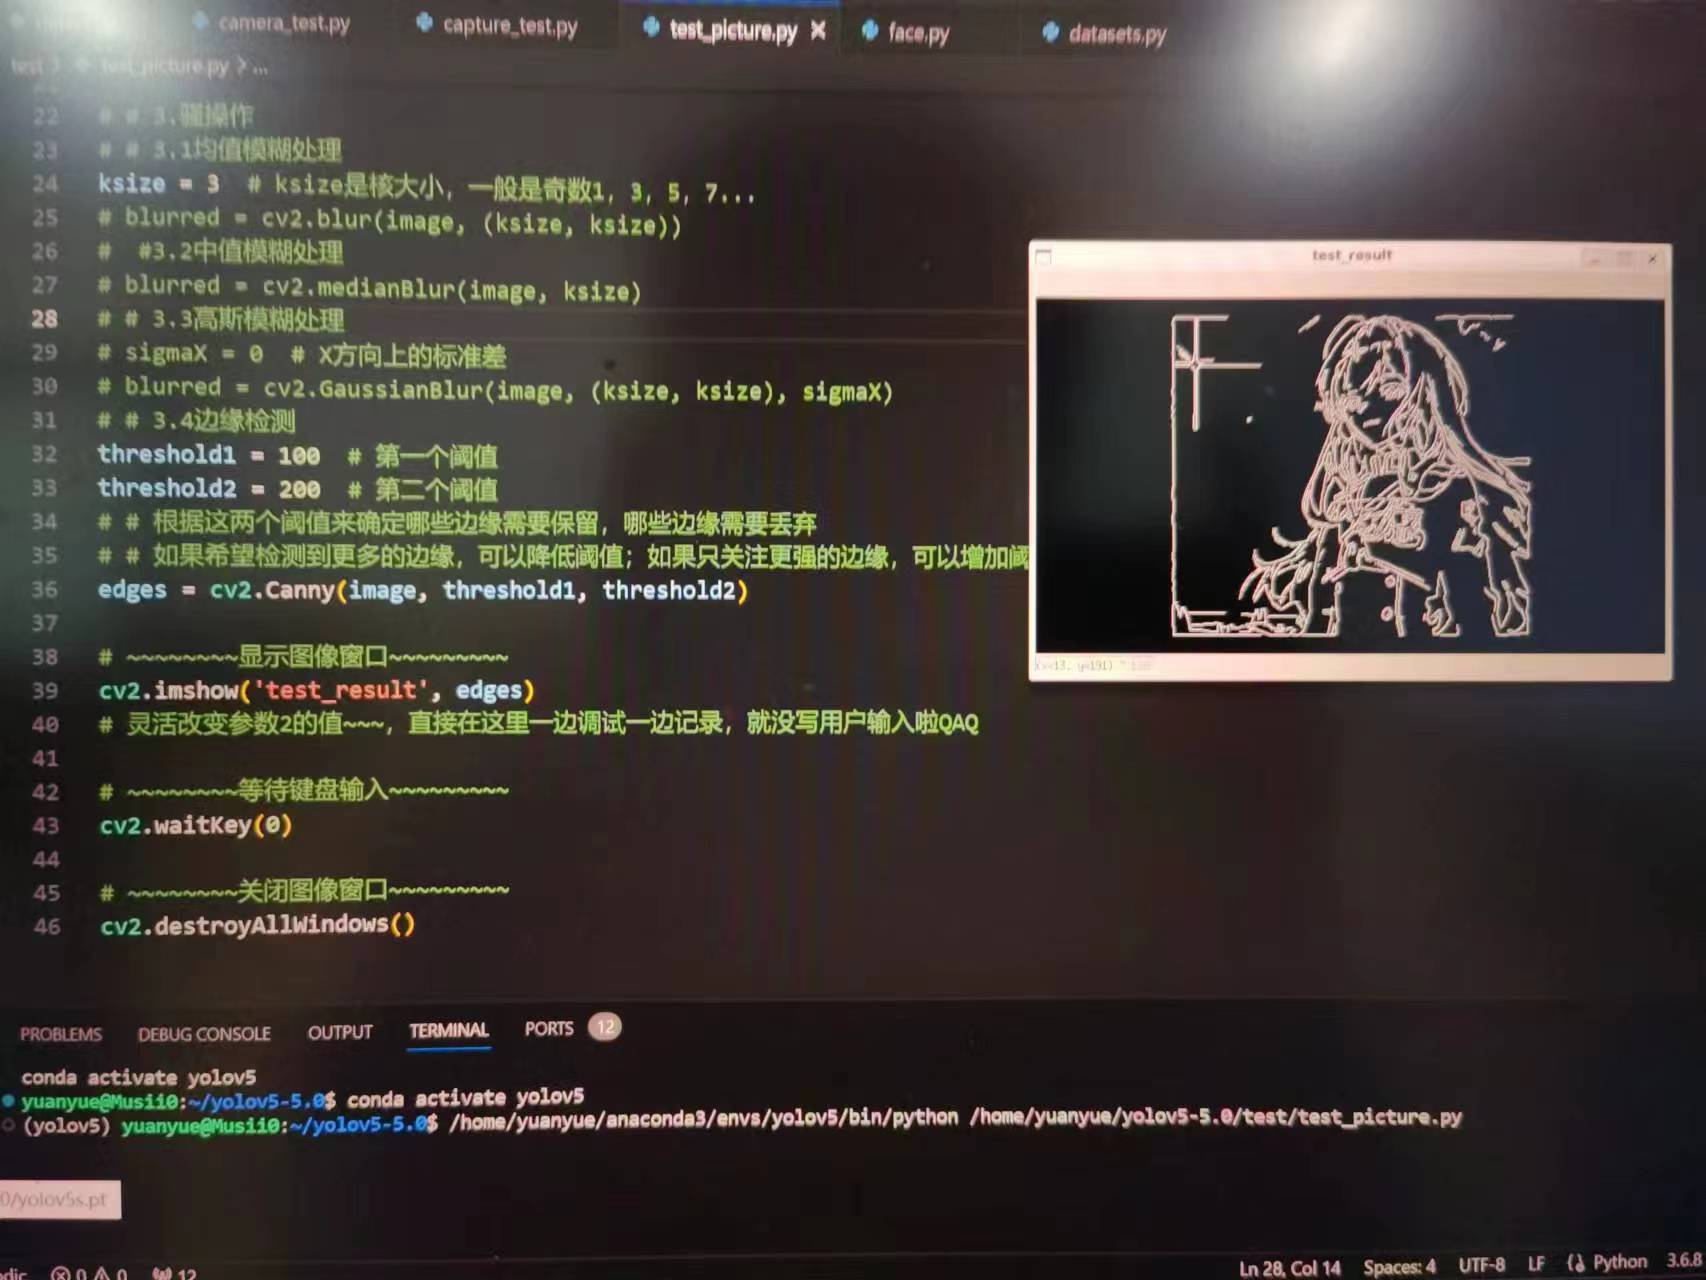 camera_test.py capture_test.py test_picture.py face.py datasets.py
test > test_picture.py > ...
22 # # 3.骚操作
23 # # 3.1均值模糊处理
24 ksize = 3 # ksize是核大小，一般是奇数1，3，5，7...
25 # blurred = cv2.blur(image, (ksize, ksize))
26 # #3.2中值模糊处理
27 # blurred = cv2.medianBlur(image, ksize)
28 # # 3.3高斯模糊处理
29 # sigmaX = 0 # X方向上的标准差
30 # blurred = cv2.GaussianBlur(image, (ksize, ksize), sigmaX)
31 # # 3.4边缘检测
32 threshold1 = 100 # 第一个阈值
33 threshold2 = 200 # 第二个阈值
34 # # 根据这两个阈值来确定哪些边缘需要保留，哪些边缘需要丢弃
35 # # 如果希望检测到更多的边缘，可以降低阈值；如果只关注更强的边缘，可以增加阈
36 edges = cv2.Canny(image, threshold1, threshold2)
37
38 # ~~~~~~~~显示图像窗口~~~~~~~~~
39 cv2.imshow('test_result', edges)
40 # 灵活改变参数2的值~~~，直接在这里一边调试一边记录，就没写用户输入啦QAQ
41
42 # ~~~~~~~~等待键盘输入~~~~~~~~~
43 cv2.waitKey(0)
44
45 # ~~~~~~~~关闭图像窗口~~~~~~~~~
46 cv2.destroyAllWindows()
test_result
(x=13, y=191)
PROBLEMS DEBUG CONSOLE OUTPUT TERMINAL PORTS 12
conda activate yolov5
yuanyue@Musii0:~/yolov5-5.0$ conda activate yolov5
(yolov5) yuanyue@Musii0:~/yolov5-5.0$ /home/yuanyue/anaconda3/envs/yolov5/bin/python /home/yuanyue/yolov5-5.0/test/test_picture.py
0/yolov5s.pt
0 0 12 Ln 28, Col 14 Spaces: 4 UTF-8 LF Python 3.6.8